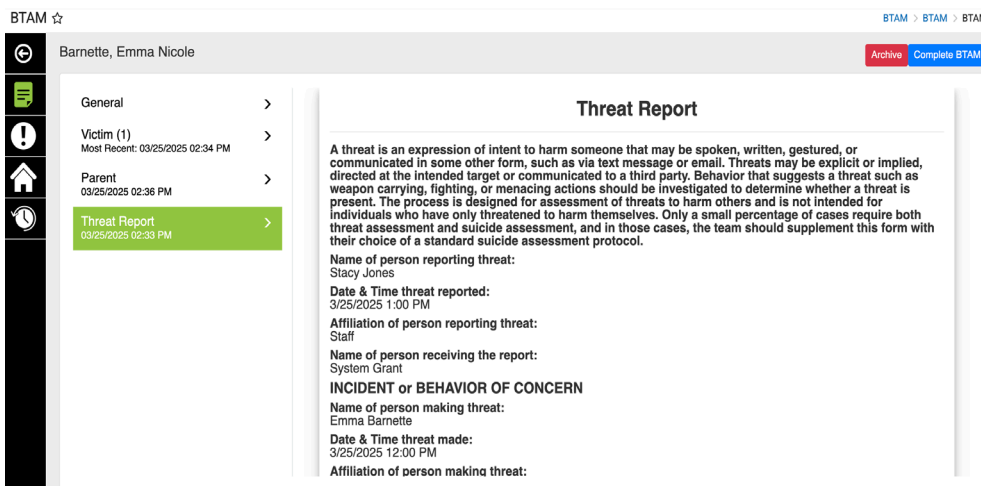 BTAM ☆
BTAM > BTAM > BTAM
Barnette, Emma Nicole
Archive
Complete BTAM
General
Victim (1)
Most Recent: 03/25/2025 02:34 PM
Parent
03/25/2025 02:36 PM
Threat Report
03/25/2025 02:33 PM
Threat Report
A threat is an expression of intent to harm someone that may be spoken, written, gestured, or
communicated in some other form, such as via text message or email. Threats may be explicit or implied,
directed at the intended target or communicated to a third party. Behavior that suggests a threat such as
weapon carrying, fighting, or menacing actions should be investigated to determine whether a threat is
present. The process is designed for assessment of threats to harm others and is not intended for
individuals who have only threatened to harm themselves. Only a small percentage of cases require both
threat assessment and suicide assessment, and in those cases, the team should supplement this form with
their choice of a standard suicide assessment protocol.
Name of person reporting threat:
Stacy Jones
Date & Time threat reported:
3/25/2025 1:00 PM
Affiliation of person reporting threat:
Staff
Name of person receiving the report:
System Grant
INCIDENT or BEHAVIOR OF CONCERN
Name of person making threat:
Emma Barnette
Date & Time threat made:
3/25/2025 12:00 PM
Affiliation of person making threat: